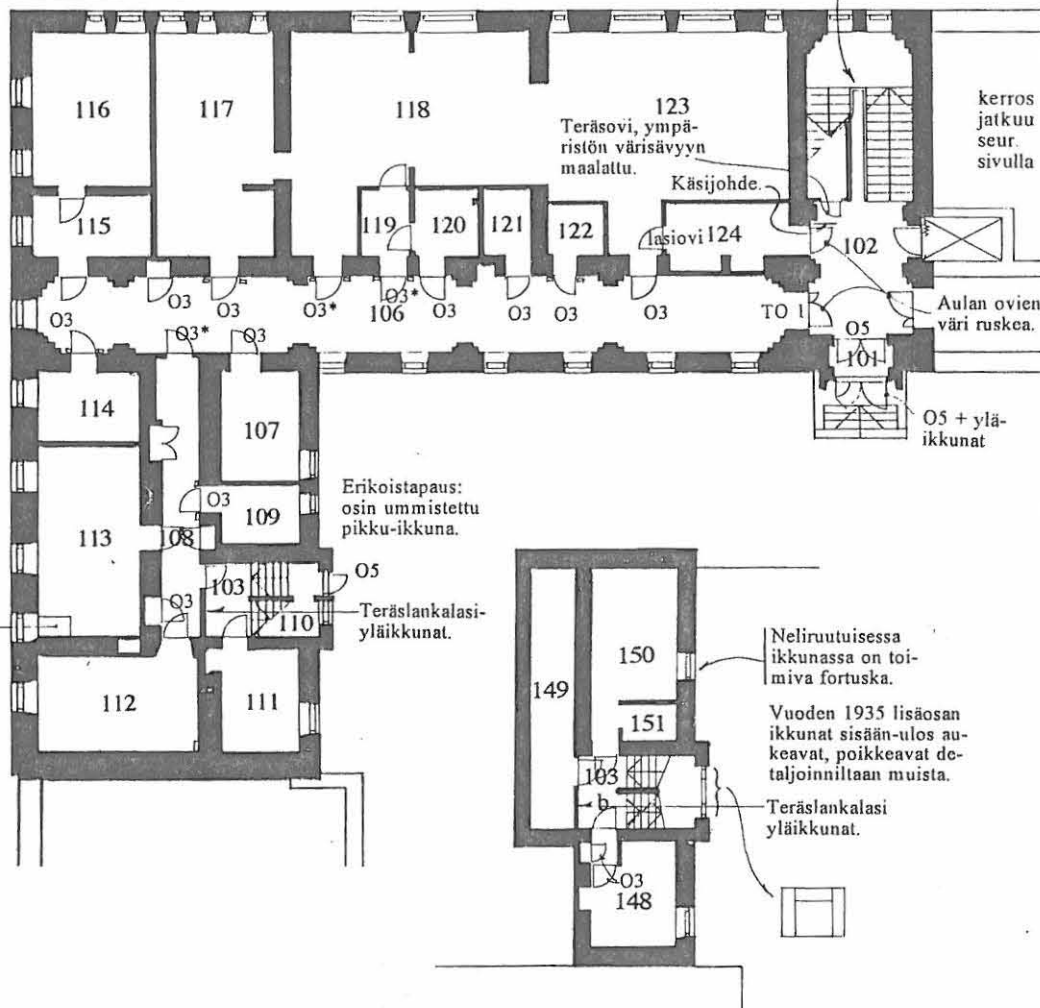 116
117
118
123
kerros
jatkuu
seur.
sivulla
Teräsovi, ympä-
ristön värisävyyn
maalattu.
Käsijohde.
115
119
120
121
122
lasiovi
124
102
O3
O3
O3
O3*
O3*
O3
O3
O3
O3
106
TO 1
Aulan ovien
väri ruskea.
O3*
O3
O5
101
114
107
O5 + ylä-
ikkunat
113
O3
109
Erikoistapaus:
osin ummistettu
pikku-ikkuna.
108
103
O5
O3
110
Teräslankalasi-
yläikkunat.
112
111
149
150
151
Neliruutuisessa
ikkunassa on toi-
miva fortuska.
Vuoden 1935 lisäosan
ikkunat sisään-ulos au-
keavat, poikkeavat de-
taljoinniltaan muista.
103
b
Teräslankalasi
yläikkunat.
O3
148